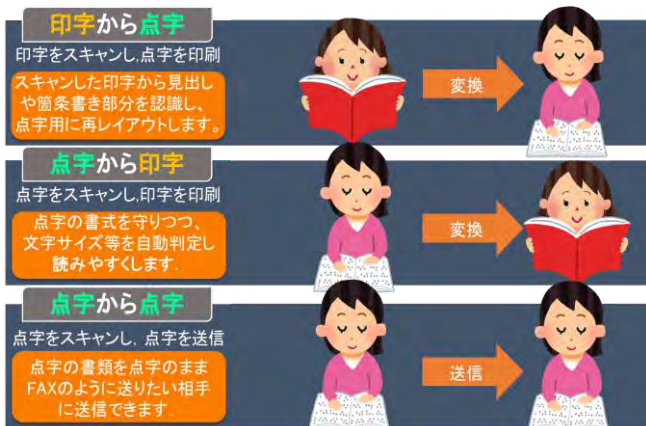 印字から点字
印字をスキャンし,点字を印刷
スキャンした印字から見出し
や箇条書き部分を認識し、
点字用に再レイアウトします。
変換
点字から印字
点字をスキャンし,印字を印刷
点字の書式を守りつつ、
文字サイズ等を自動判定し
読みやすくします.
変換
点字から点字
点字をスキャンし, 点字を送信
点字の書類を点字のまま
FAXのように送りたい相手
に送信できます.
送信